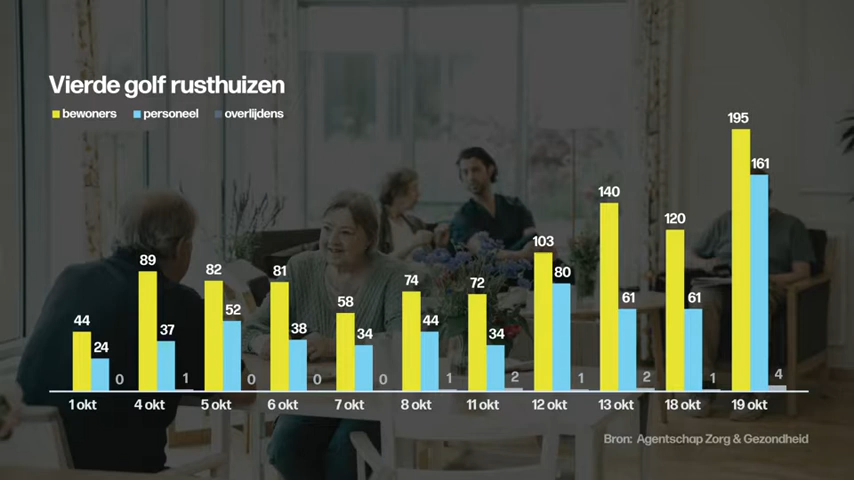 Vierde golf rusthuizen
bewoners personeel overlijdens
44 24 0
89 37 1
82 52 0
81 38 0
58 34 0
74 44 1
72 34 2
103 80 1
140 61 2
120 61 1
195 161 4
1 okt 4 okt 5 okt 6 okt 7 okt 8 okt 11 okt 12 okt 13 okt 18 okt 19 okt
Bron: Agentschap Zorg & Gezondheid